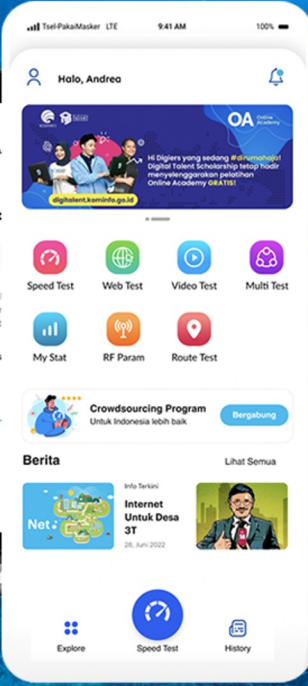 Tsel-PakaiMasker LTE 9:41 AM 100%
Halo, Andrea
OA Online Academy
Hi Digiers yang sedang #dirumahaja!
Digital Talent Scholarship tetap hadir
menyelenggarakan pelatihan
Online Academy GRATIS!
digitalent.kominfo.go.id
Speed Test Web Test Video Test Multi Test
My Stat RF Param Route Test
Crowdsourcing Program
Untuk Indonesia lebih baik
Bergabung
Berita Lihat Semua
Info Terkini
Internet
Untuk Desa
3T
28, Juni 2022
Net
Explore Speed Test History